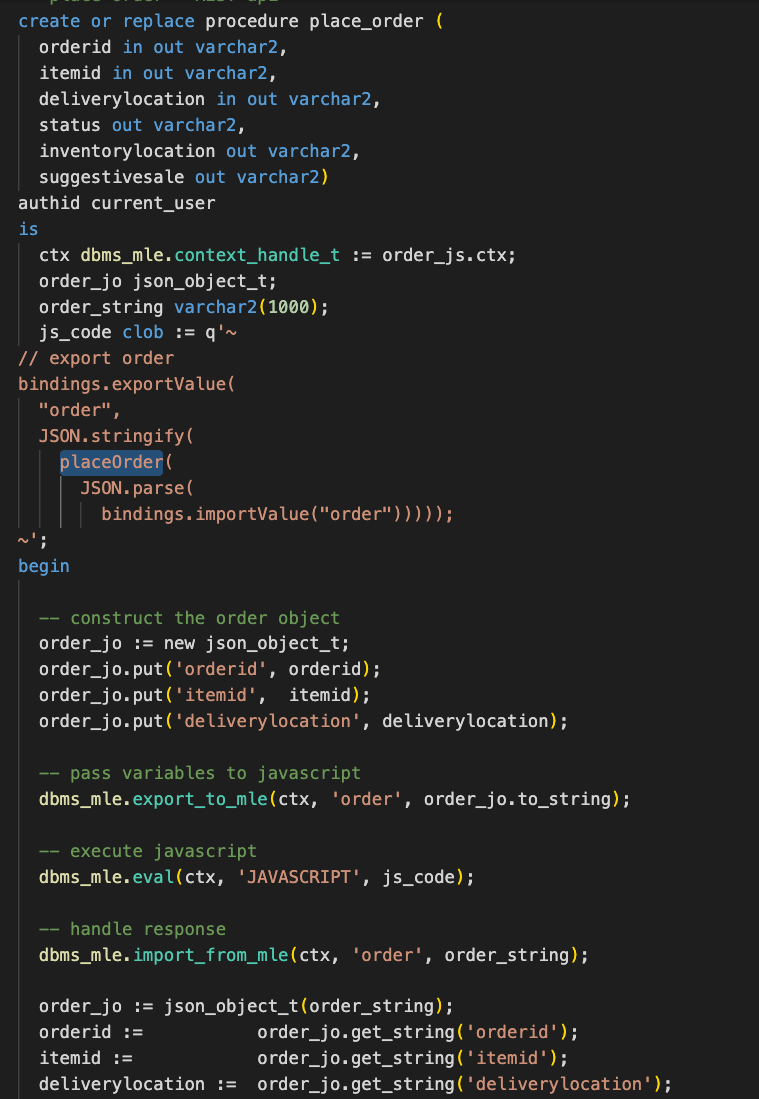 create or replace procedure place_order (
  orderid in out varchar2,
  itemid in out varchar2,
  deliverylocation in out varchar2,
  status out varchar2,
  inventorylocation out varchar2,
  suggestivesale out varchar2)
authid current_user
is
  ctx dbms_mle.context_handle_t := order_js.ctx;
  order_jo json_object_t;
  order_string varchar2(1000);
  js_code clob := q'~
// export order
bindings.exportValue(
  "order",
  JSON.stringify(
    placeOrder(
      JSON.parse(
        bindings.importValue("order")))));
~';
begin

  -- construct the order object
  order_jo := new json_object_t;
  order_jo.put('orderid', orderid);
  order_jo.put('itemid',  itemid);
  order_jo.put('deliverylocation', deliverylocation);

  -- pass variables to javascript
  dbms_mle.export_to_mle(ctx, 'order', order_jo.to_string);

  -- execute javascript
  dbms_mle.eval(ctx, 'JAVASCRIPT', js_code);

  -- handle response
  dbms_mle.import_from_mle(ctx, 'order', order_string);

  order_jo := json_object_t(order_string);
  orderid :=           order_jo.get_string('orderid');
  itemid :=            order_jo.get_string('itemid');
  deliverylocation :=  order_jo.get_string('deliverylocation');